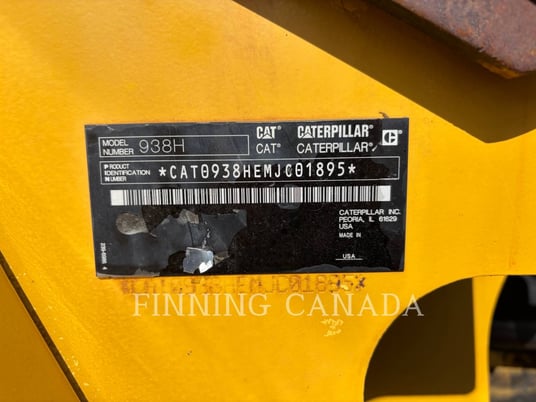 MODEL NUMBER 938H
CAT CATERPILLAR
CAT® CATERPILLAR®
PRODUCT IDENTIFICATION NUMBER *CAT0938HEMJC01895*
CATERPILLAR INC.
PEORIA, IL 61629
USA
MADE IN
USA
*CAT0938HEMJC01895*
FINNING CANADA